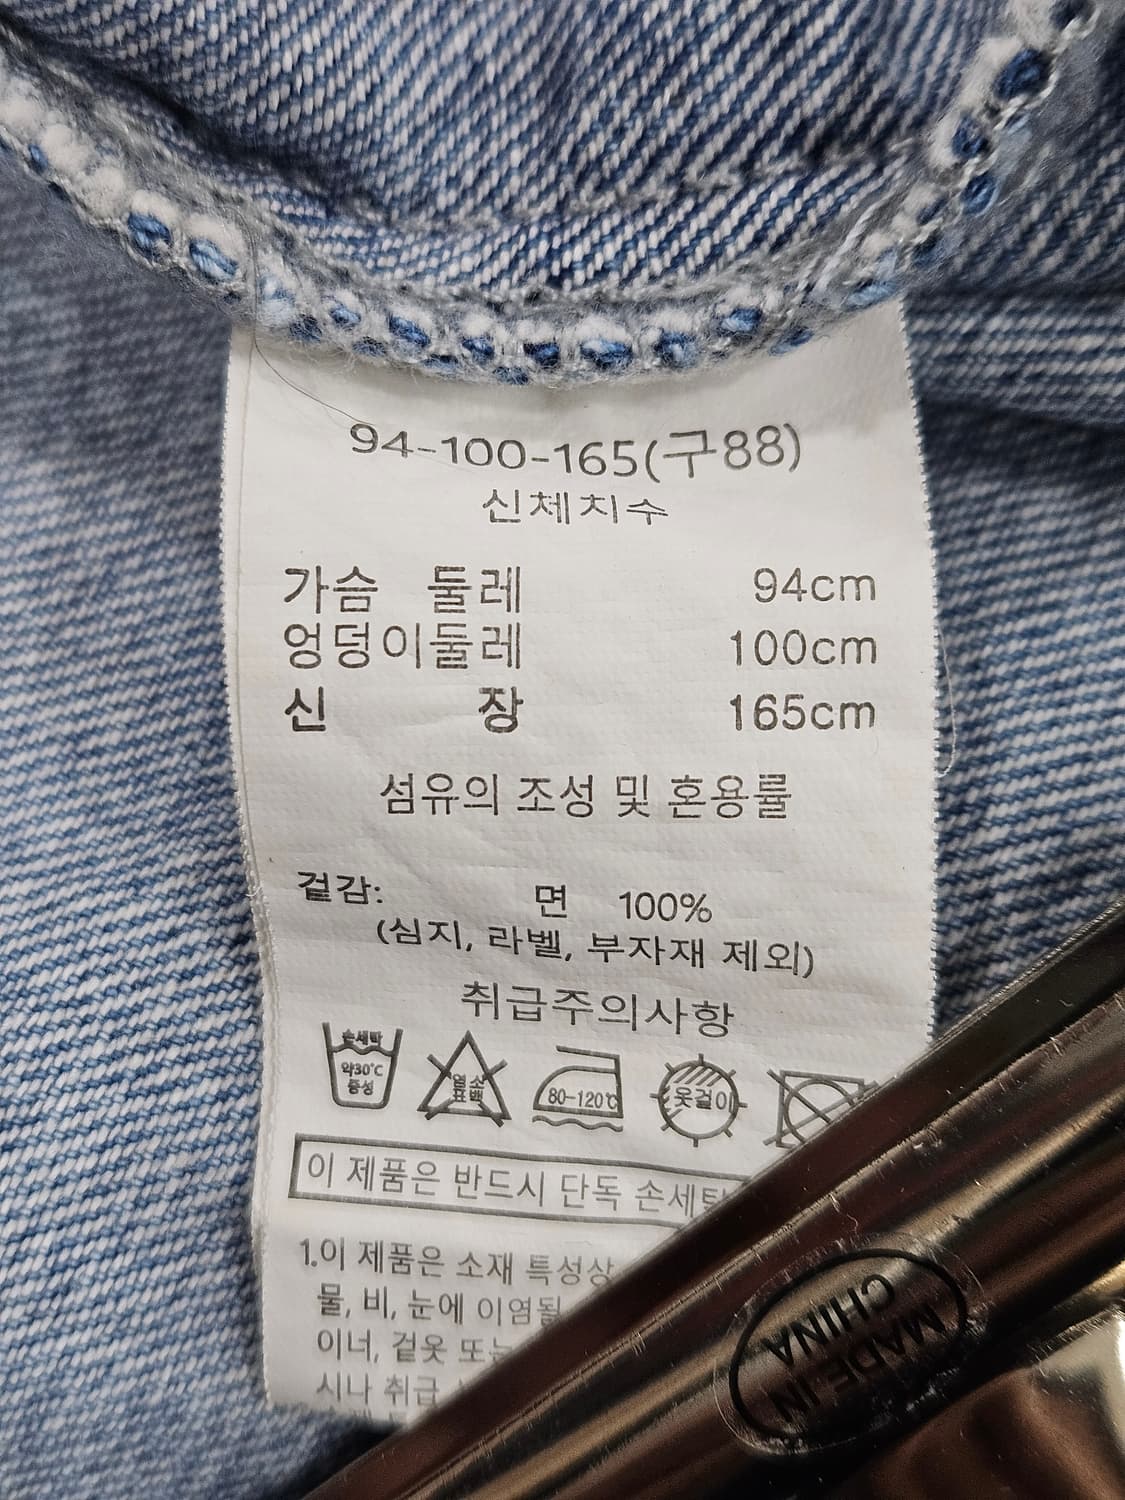 94-100-165(구88)
신체치수
가슴 둘레 94cm
엉덩이둘레 100cm
신 장 165cm
섬유의 조성 및 혼용률
겉감: 면 100%
(심지, 라벨, 부자재 제외)
취급주의사항
손세탁
약30℃
중성
염소
표백
80-120℃
옷걸이
이 제품은 반드시 단독 손세탁
1.이 제품은 소재 특성상
물, 비, 눈에 이염될
이너, 겉옷 또는
시나 취급
MADE IN
CHINA